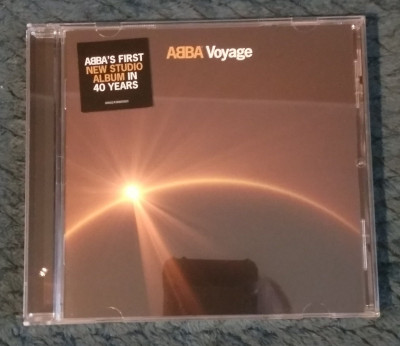 ABBA'S FIRST
NEW STUDIO
ALBUM IN
40 YEARS
ABBA Voyage